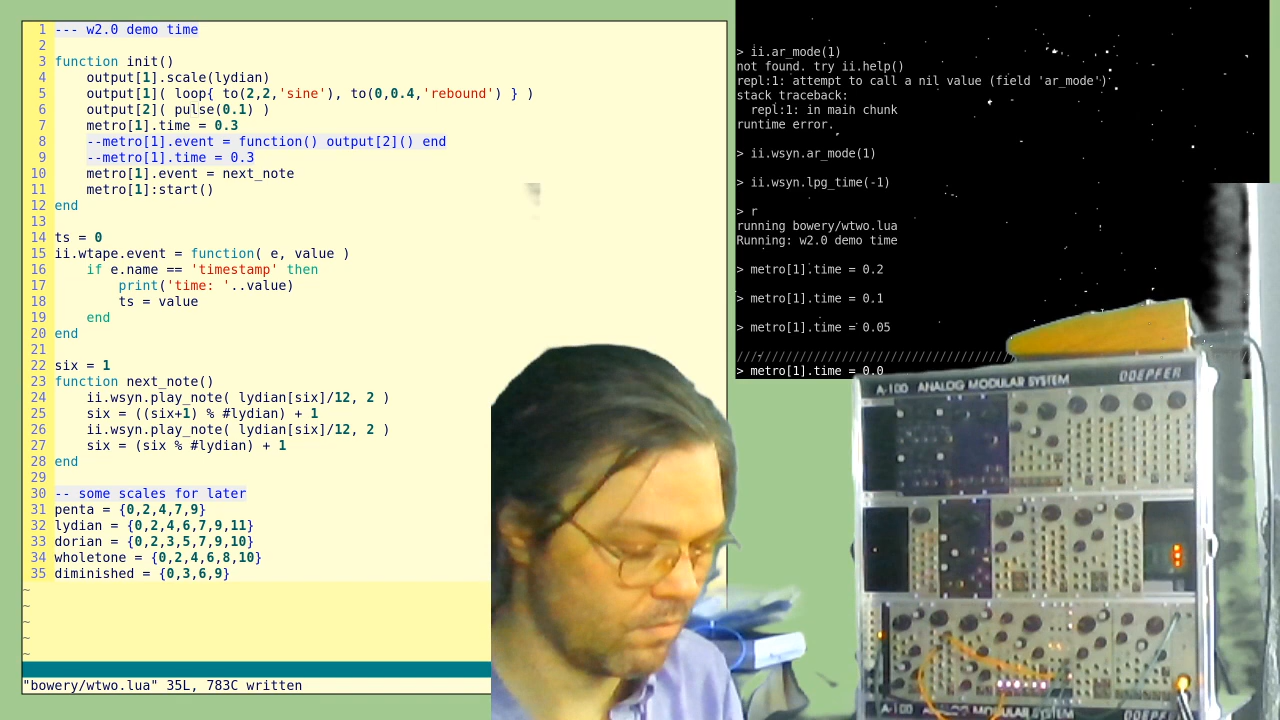 1 --- w2.0 demo time
2
3 function init()
4     output[1].scale(lydian)
5     output[1]( loop{ to(2,2,'sine'), to(0,0.4,'rebound') } )
6     output[2]( pulse(0.1) )
7     metro[1].time = 0.3
8     --metro[1].event = function() output[2]() end
9     --metro[1].time = 0.3
10     metro[1].event = next_note
11     metro[1]:start()
12 end
13
14 ts = 0
15 ii.wtape.event = function( e, value )
16     if e.name == 'timestamp' then
17         print('time: '..value)
18         ts = value
19     end
20 end
21
22 six = 1
23 function next_note()
24     ii.wsyn.play_note( lydian[six]/12, 2 )
25     six = ((six+1) % #lydian) + 1
26     ii.wsyn.play_note( lydian[six]/12, 2 )
27     six = (six % #lydian) + 1
28 end
29
30 -- some scales for later
31 penta = {0,2,4,7,9}
32 lydian = {0,2,4,6,7,9,11}
33 dorian = {0,2,3,5,7,9,10}
34 wholetone = {0,2,4,6,8,10}
35 diminished = {0,3,6,9}
~
~
~
~
~
"bowery/wtwo.lua" 35L, 783C written
> ii.ar_mode(1)
not found. try ii.help()
repl:1: attempt to call a nil value (field 'ar_mode')
stack traceback:
  repl:1: in main chunk
runtime error.
> ii.wsyn.ar_mode(1)
> ii.wsyn.lpg_time(-1)
> r
running bowery/wtwo.lua
Running: w2.0 demo time
> metro[1].time = 0.2
> metro[1].time = 0.1
> metro[1].time = 0.05
///////////////////////////////////////
> metro[1].time = 0.0
A-100 ANALOG MODULAR SYSTEM DOEPFER
A-100 ANALOG MODULAR SYSTEM DOEPFER